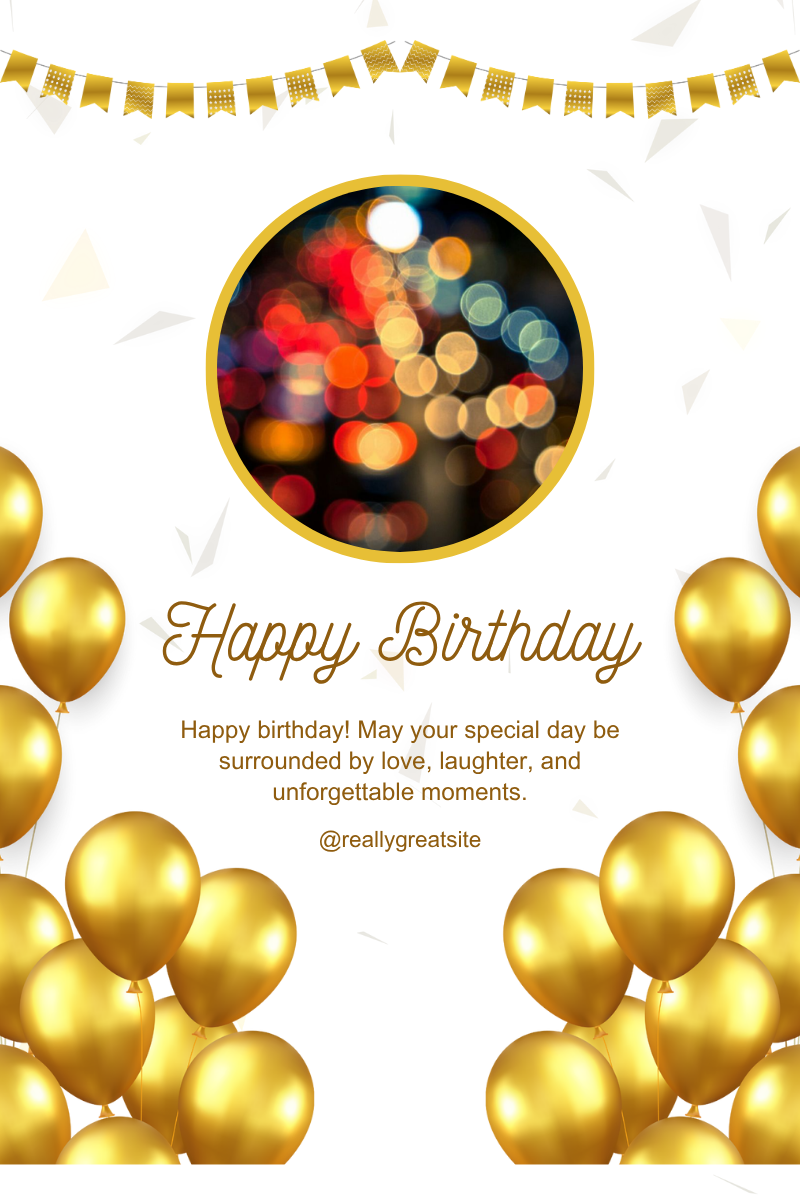 Happy Birthday
Happy birthday! May your special day be
surrounded by love, laughter, and
unforgettable moments.
@reallygreatsite